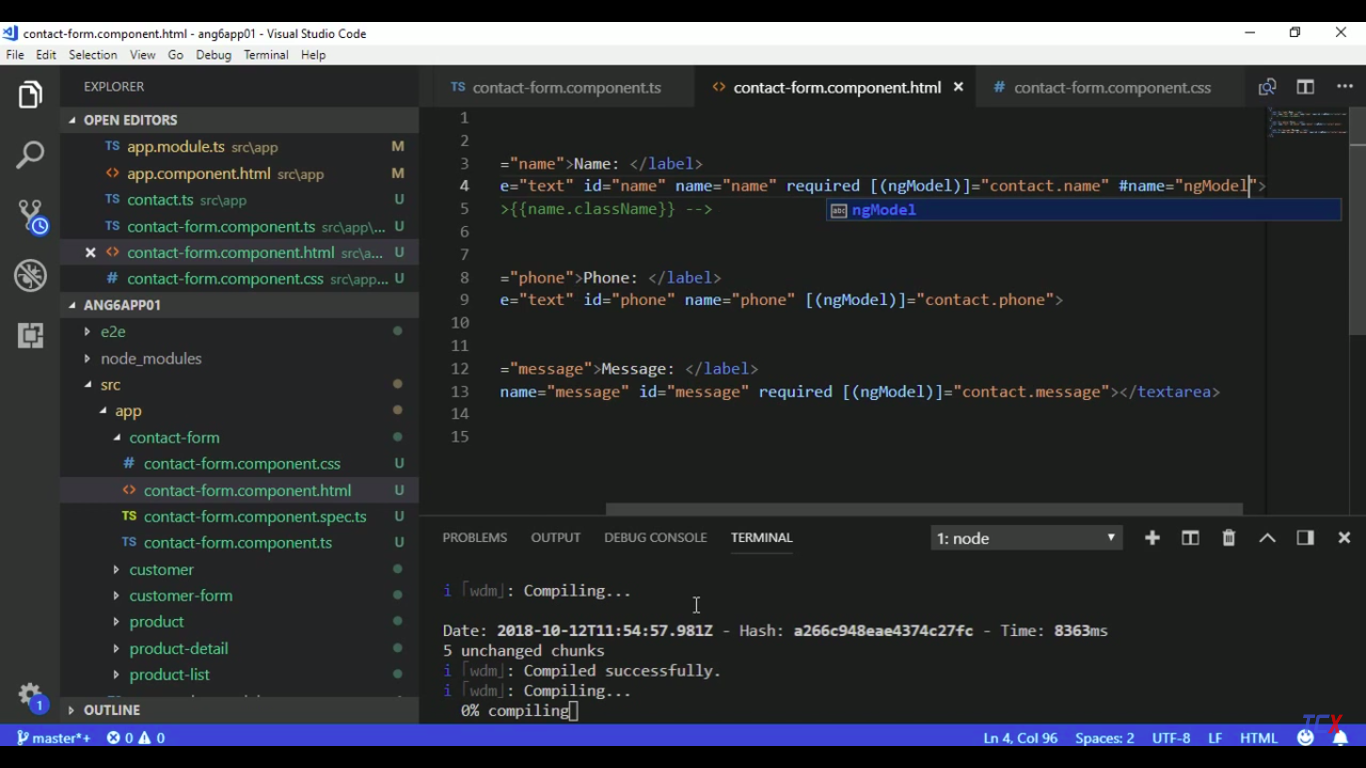 contact-form.component.html - ang6app01 - Visual Studio Code
File Edit Selection View Go Debug Terminal Help
EXPLORER
OPEN EDITORS
TS app.module.ts src\app M
<> app.component.html src\app M
TS contact.ts src\app U
TS contact-form.component.ts src\app\... U
<> contact-form.component.html src\a... U
# contact-form.component.css src\app... U
ANG6APP01
e2e
node_modules
src
app
contact-form
# contact-form.component.css U
<> contact-form.component.html U
TS contact-form.component.spec.ts U
TS contact-form.component.ts U
customer
customer-form
product
product-detail
product-list
OUTLINE
1
TS contact-form.component.ts
<> contact-form.component.html
# contact-form.component.css
1
2
3 ="name">Name: </label>
4 e="text" id="name" name="name" required [(ngModel)]="contact.name" #name="ngModel">
5 >{{name.className}} -->
abc ngModel
6
7
8 ="phone">Phone: </label>
9 e="text" id="phone" name="phone" [(ngModel)]="contact.phone">
10
11
12 ="message">Message: </label>
13 name="message" id="message" required [(ngModel)]="contact.message"></textarea>
14
15
PROBLEMS OUTPUT DEBUG CONSOLE TERMINAL 1: node
i ｢wdm｣: Compiling...
Date: 2018-10-12T11:54:57.981Z - Hash: a266c948eae4374c27fc - Time: 8363ms
5 unchanged chunks
i ｢wdm｣: Compiled successfully.
i ｢wdm｣: Compiling...
0% compiling
master*+ 0 0 Ln 4, Col 96 Spaces: 2 UTF-8 LF HTML
TCX